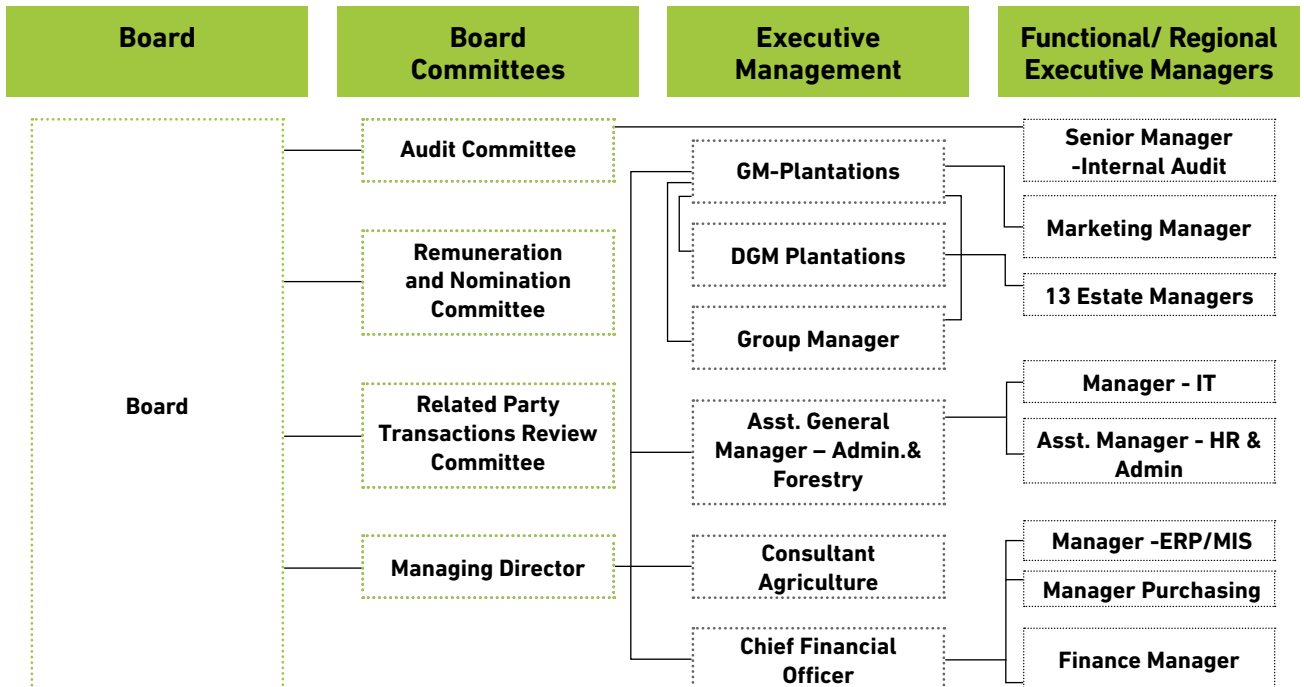 Board
Board
Committees
Executive
Management
Functional/ Regional
Executive Managers
Board
Audit Committee
Remuneration
and Nomination
Committee
Related Party
Transactions Review
Committee
Managing Director
GM-Plantations
DGM Plantations
Group Manager
Asst. General
Manager – Admin.&
Forestry
Consultant
Agriculture
Chief Financial
Officer
Senior Manager
-Internal Audit
Marketing Manager
13 Estate Managers
Manager - IT
Asst. Manager - HR &
Admin
Manager -ERP/MIS
Manager Purchasing
Finance Manager